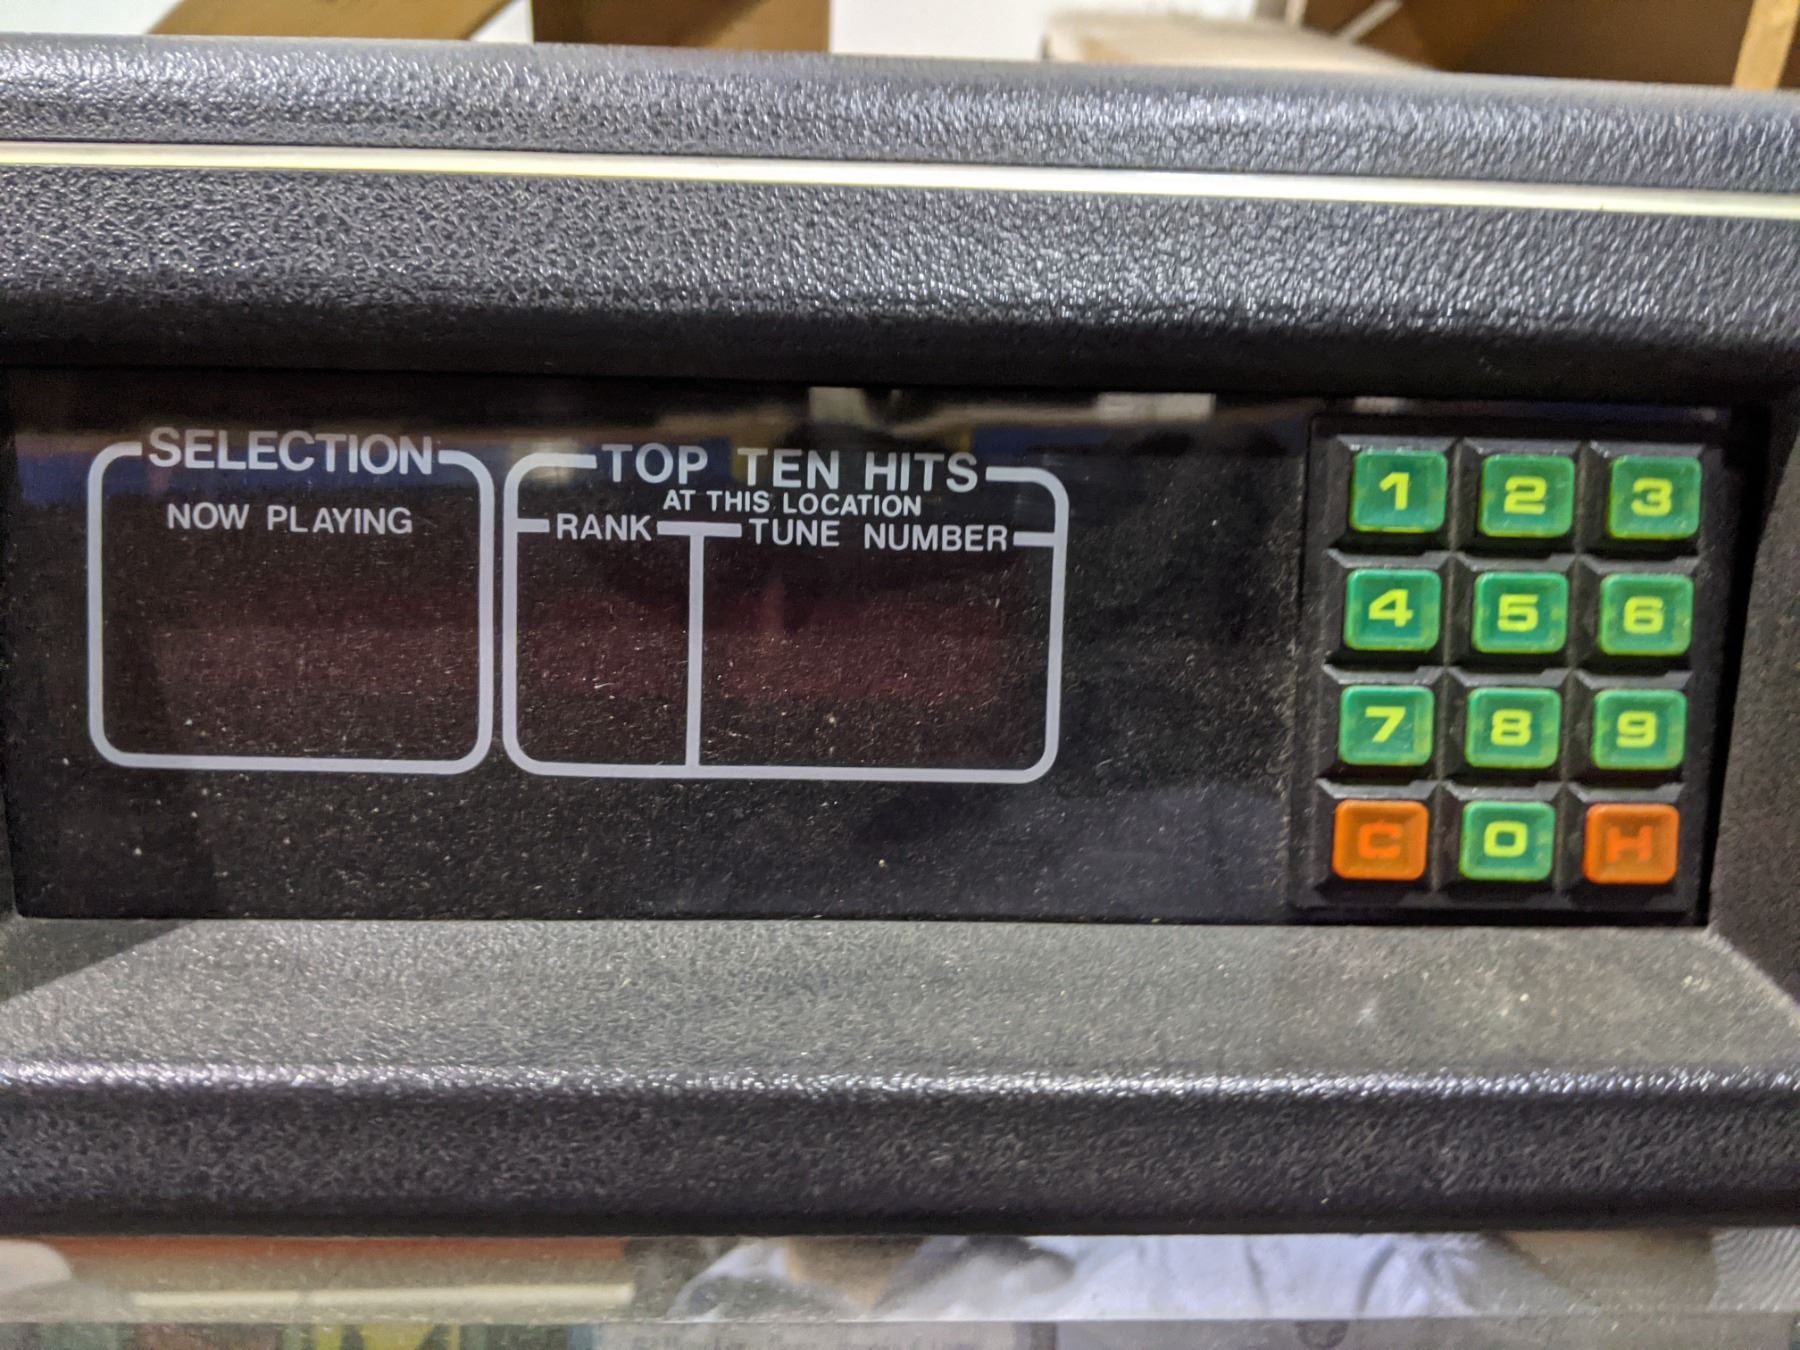 SELECTION
NOW PLAYING
TOP TEN HITS
AT THIS LOCATION
RANK
TUNE NUMBER
1 2 3
4 5 6
7 8 9
C 0 H